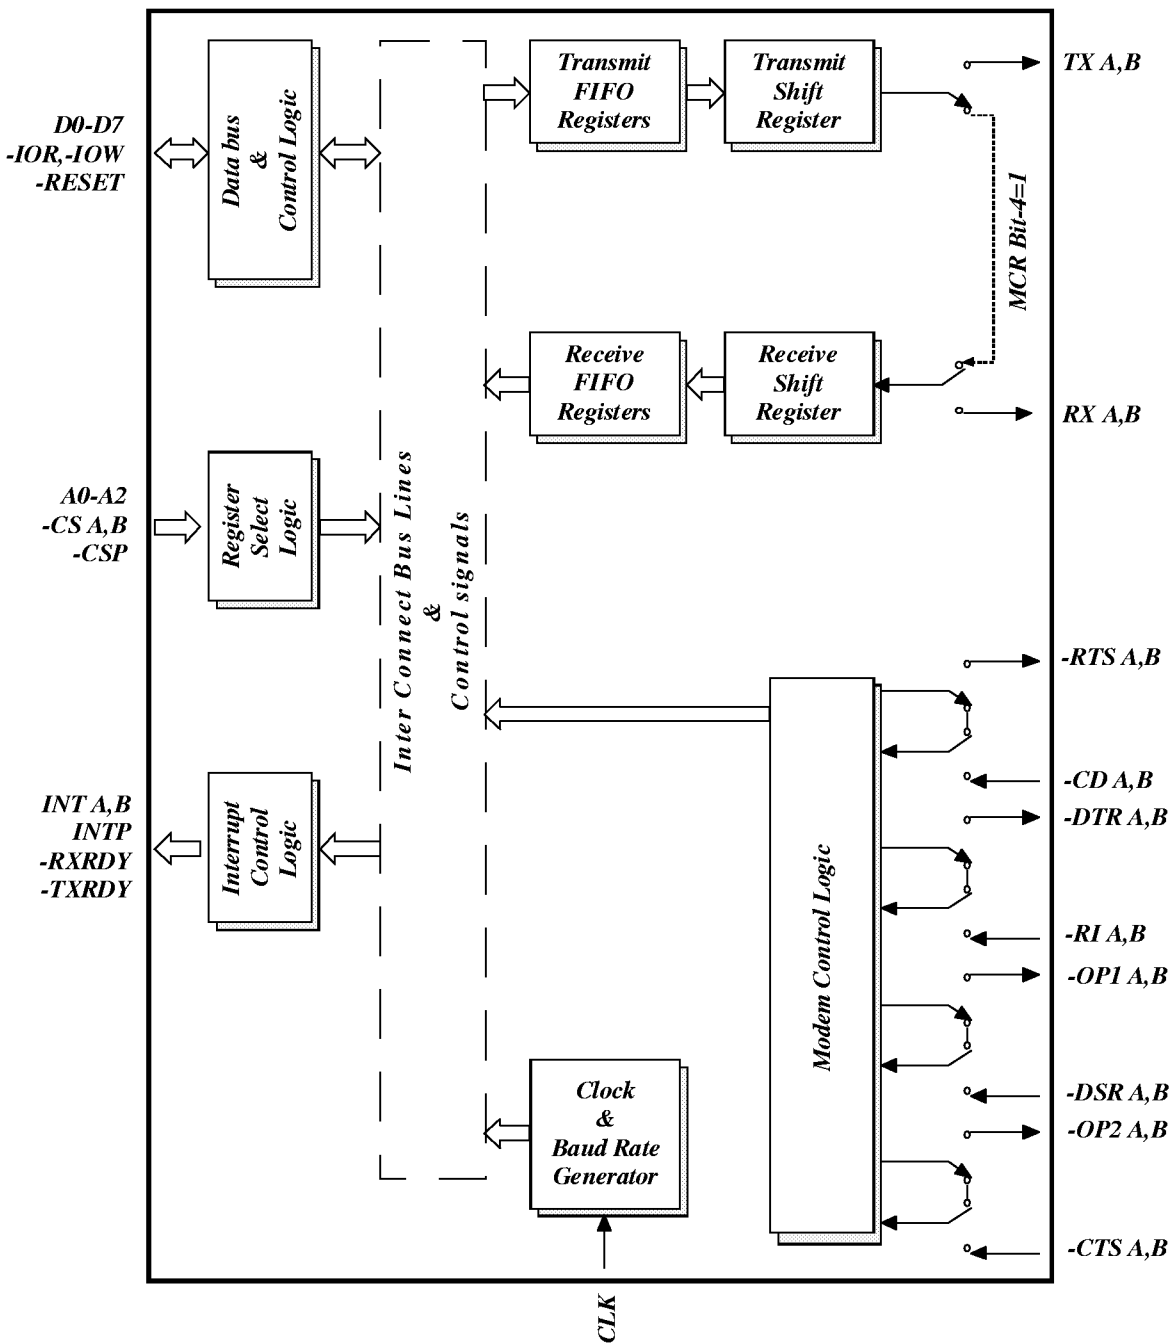 D0-D7
-IOR,-IOW
-RESET
Data bus
&
Control Logic
Transmit
FIFO
Registers
Transmit
Shift
Register
TX A,B
MCR Bit-4=1
Receive
FIFO
Registers
Receive
Shift
Register
RX A,B
A0-A2
-CS A,B
-CSP
Register
Select
Logic
Inter Connect Bus Lines
&
Control signals
INT A,B
INTP
-RXRDY
-TXRDY
Interrupt
Control
Logic
Clock
&
Baud Rate
Generator
CLK
Modem Control Logic
-RTS A,B
-CD A,B
-DTR A,B
-RI A,B
-OP1 A,B
-DSR A,B
-OP2 A,B
-CTS A,B